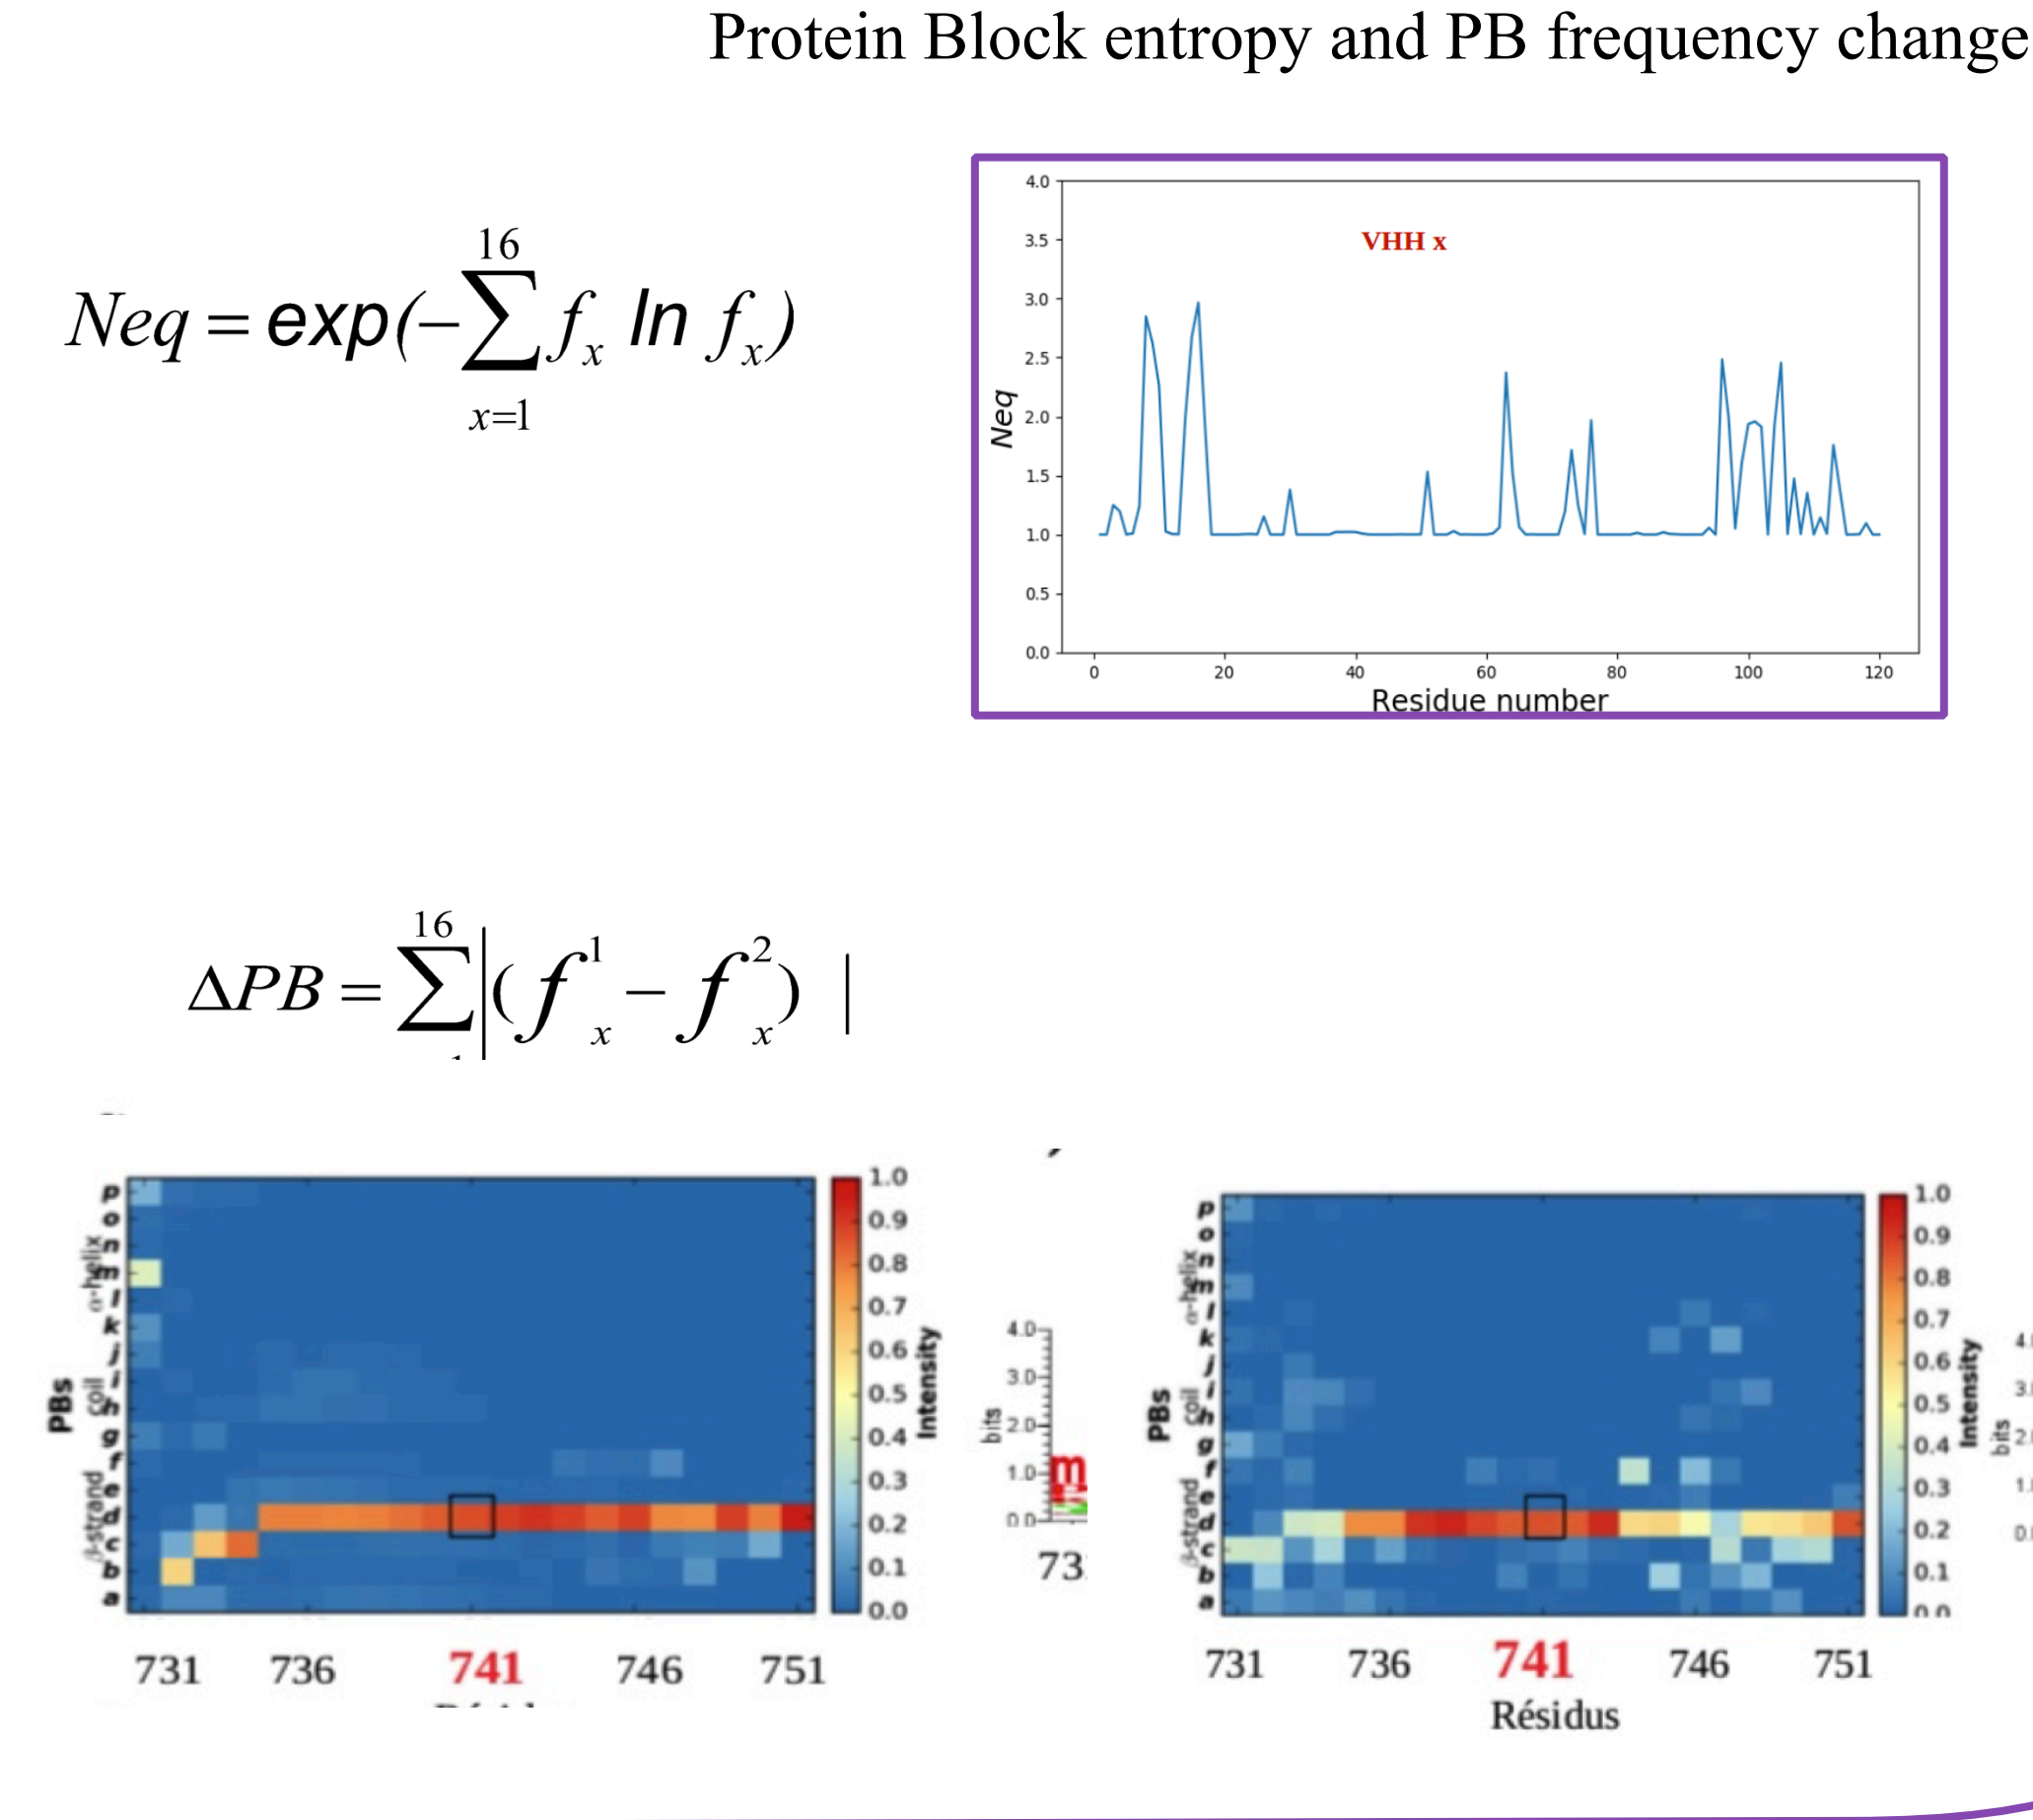 Protein Block entropy and PB frequency change
Neq = exp(−∑ f_x ln f_x)
16
x=1
4.0
3.5
3.0
2.5
2.0
1.5
1.0
0.5
0.0
Neq
VHH x
0 20 40 60 80 100 120
Residue number
16
ΔPB = ∑ |(f^1_x − f^2_x) |
PBs
α-helix
coil
β-strand
p
o
n
m
l
k
j
i
h
g
f
e
d
c
b
a
1.0
0.9
0.8
0.7
0.6
0.5
0.4
0.3
0.2
0.1
0.0
Intensity
731 736 741 746 751
bits
4.0
3.0
2.0
1.0
0.0
m
73
PBs
α-helix
coil
β-strand
p
o
n
m
l
k
j
i
h
g
f
e
d
c
b
a
1.0
0.9
0.8
0.7
0.6
0.5
0.4
0.3
0.2
0.1
0.0
Intensity
731 736 741 746 751
Résidus
bits